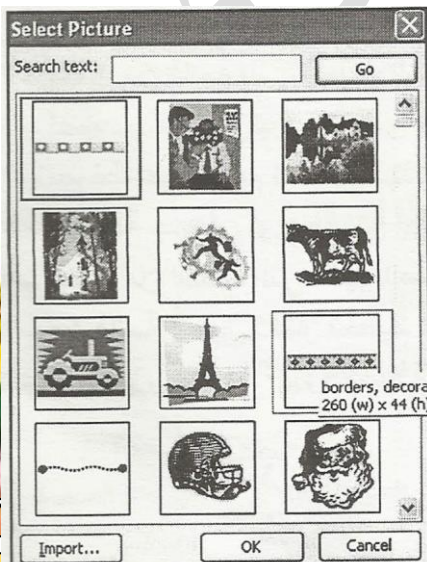 Select Picture
Search text:
Go
borders, decora
260 (w) x 44 (h)
Import...
OK
Cancel